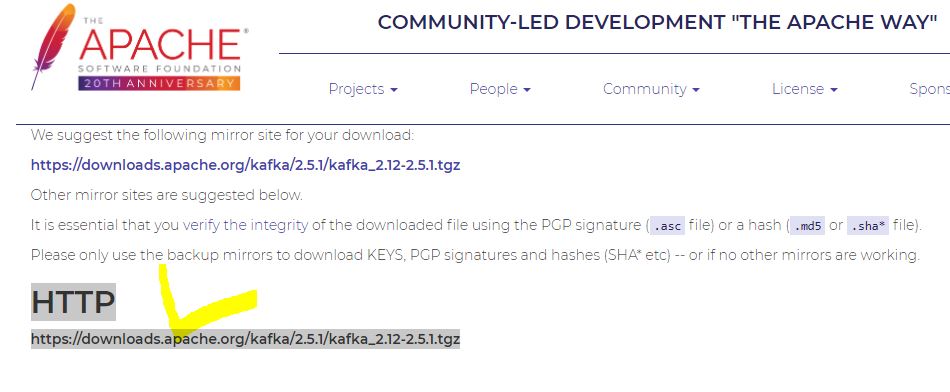 THE
APACHE®
SOFTWARE FOUNDATION
20TH ANNIVERSARY
COMMUNITY-LED DEVELOPMENT "THE APACHE WAY"
Projects People Community License Spons
We suggest the following mirror site for your download:
https://downloads.apache.org/kafka/2.5.1/kafka_2.12-2.5.1.tgz
Other mirror sites are suggested below.
It is essential that you verify the integrity of the downloaded file using the PGP signature (.asc file) or a hash (.md5 or .sha* file).
Please only use the backup mirrors to download KEYS, PGP signatures and hashes (SHA* etc) -- or if no other mirrors are working.
HTTP
https://downloads.apache.org/kafka/2.5.1/kafka_2.12-2.5.1.tgz